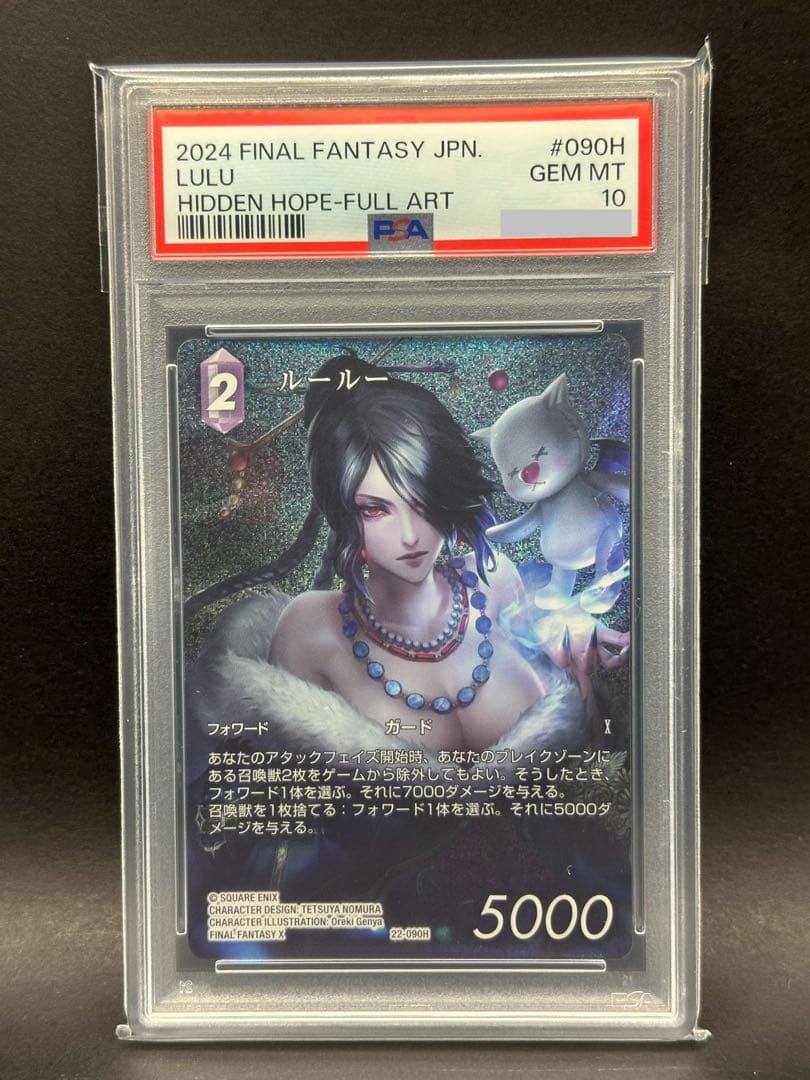 2024 FINAL FANTASY JPN. #090H
LULU GEM MT
HIDDEN HOPE-FULL ART 10
PSA
2 ルールー
フォワード ガード X
あなたのアタックフェイズ開始時、あなたのブレイクゾーンに
ある召喚獣2枚をゲームから除外してもよい。そうしたとき、
フォワード1体を選ぶ。それに7000ダメージを与える。
召喚獣を1枚捨てる:フォワード1体を選ぶ。それに5000ダ
メージを与える。
© SQUARE ENIX
CHARACTER DESIGN: TETSUYA NOMURA
CHARACTER ILLUSTRATION: Oreki Genya
FINAL FANTASY X 22-090H
5000
PSA